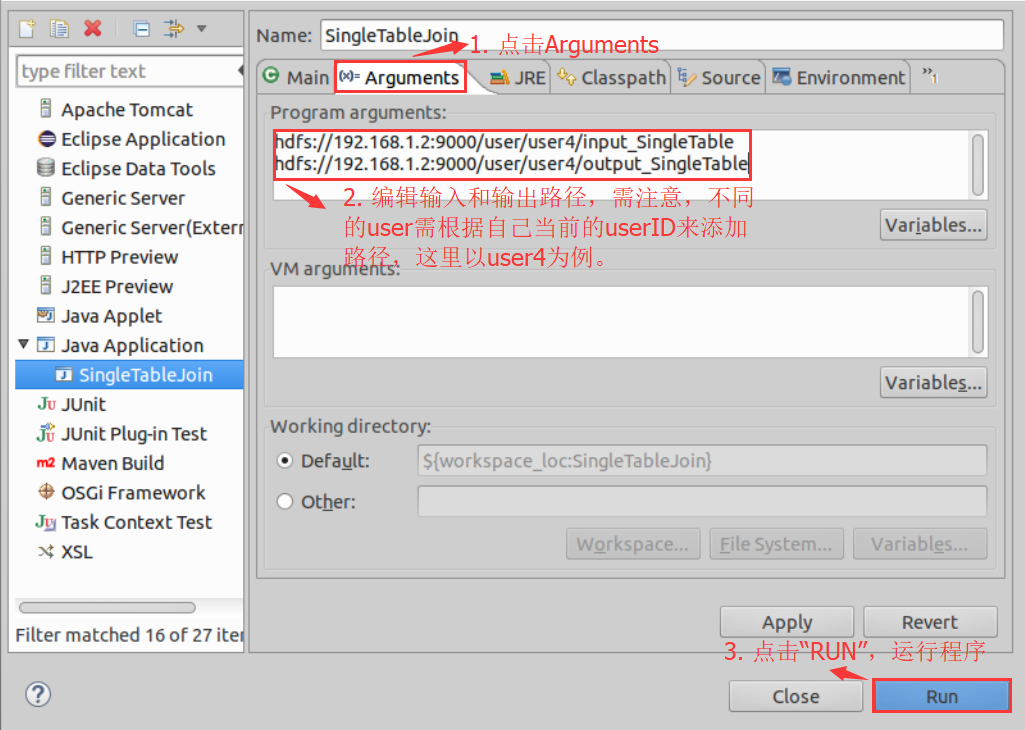 Name: SingleTableJoin
1. 点击Arguments
type filter text
Main
(x)= Arguments
JRE
Classpath
Source
Environment
»1
Apache Tomcat
Eclipse Application
Eclipse Data Tools
Generic Server
Generic Server(Extern
HTTP Preview
J2EE Preview
Java Applet
Java Application
SingleTableJoin
JUnit
JUnit Plug-in Test
Maven Build
OSGi Framework
Task Context Test
XSL
Filter matched 16 of 27 iter
Program arguments:
hdfs://192.168.1.2:9000/user/user4/input_SingleTable
hdfs://192.168.1.2:9000/user/user4/output_SingleTable
2. 编辑输入和输出路径，需注意，不同
的user需根据自己当前的userID来添加
路径，这里以user4为例。
Variables...
VM arguments:
Variables...
Working directory:
Default: ${workspace_loc:SingleTableJoin}
Other:
Workspace... File System... Variables...
Apply Revert
3. 点击“RUN”，运行程序
Close Run